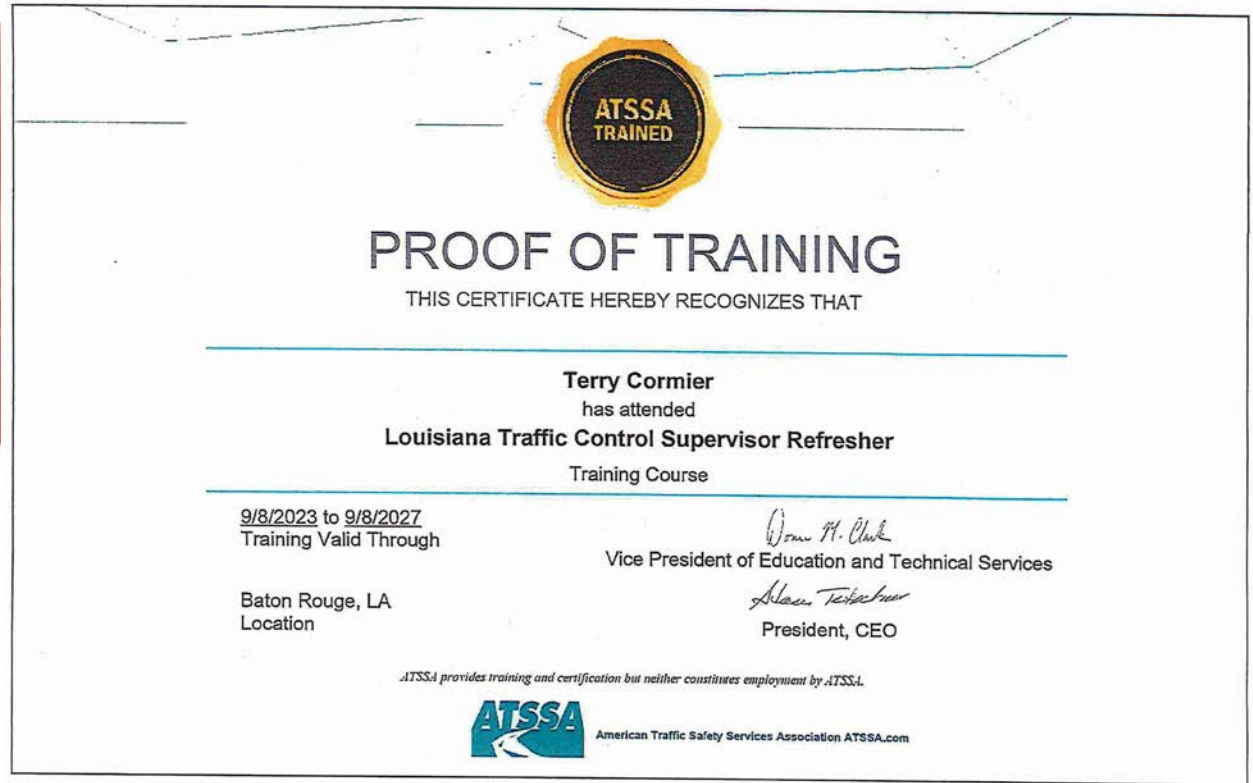 ATSSA
TRAINED
PROOF OF TRAINING
THIS CERTIFICATE HEREBY RECOGNIZES THAT
Terry Cormier
has attended
Louisiana Traffic Control Supervisor Refresher
Training Course
9/8/2023 to 9/8/2027
Training Valid Through
Baton Rouge, LA
Location
Donna M. Clark
Vice President of Education and Technical Services
President, CEO
ATSSA provides training and certification but neither constitutes employment by ATSSA.
ATSSA
American Traffic Safety Services Association ATSSA.com